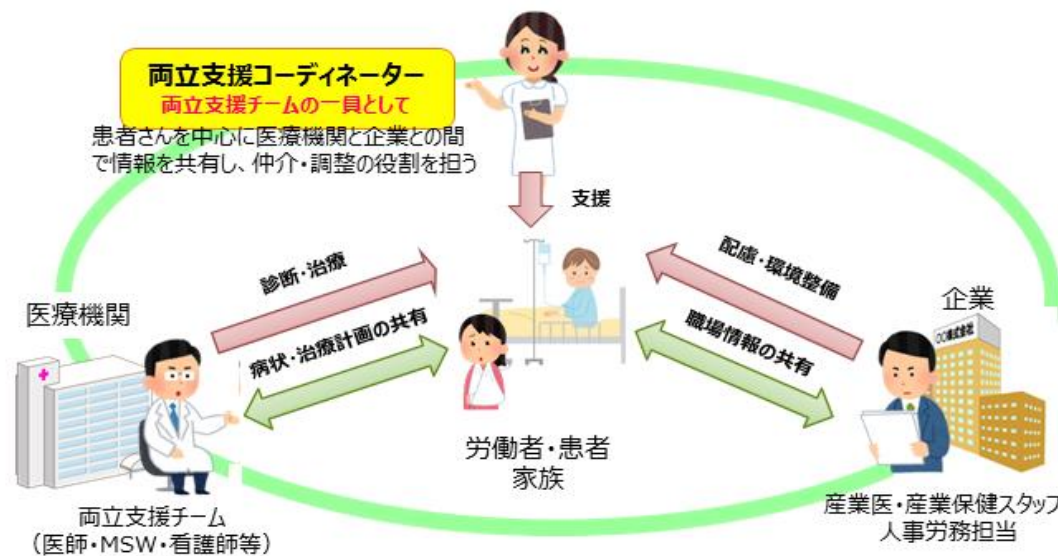 両立支援コーディネーター
両立支援チームの一員として
患者さんを中心に医療機関と企業との間
で情報を共有し、仲介・調整の役割を担う
支援
診断・治療
病状・治療計画の共有
配慮・環境整備
職場情報の共有
医療機関
企業
〇〇株式会社
労働者・患者
家族
両立支援チーム
（医師・MSW・看護師等）
産業医・産業保健スタッフ
人事労務担当